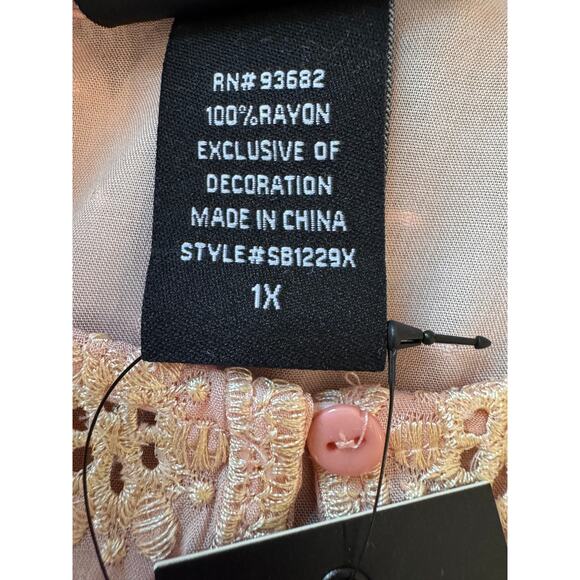 RN# 93682
100%RAYON
EXCLUSIVE OF
DECORATION
MADE IN CHINA
STYLE#SB1229X
1X